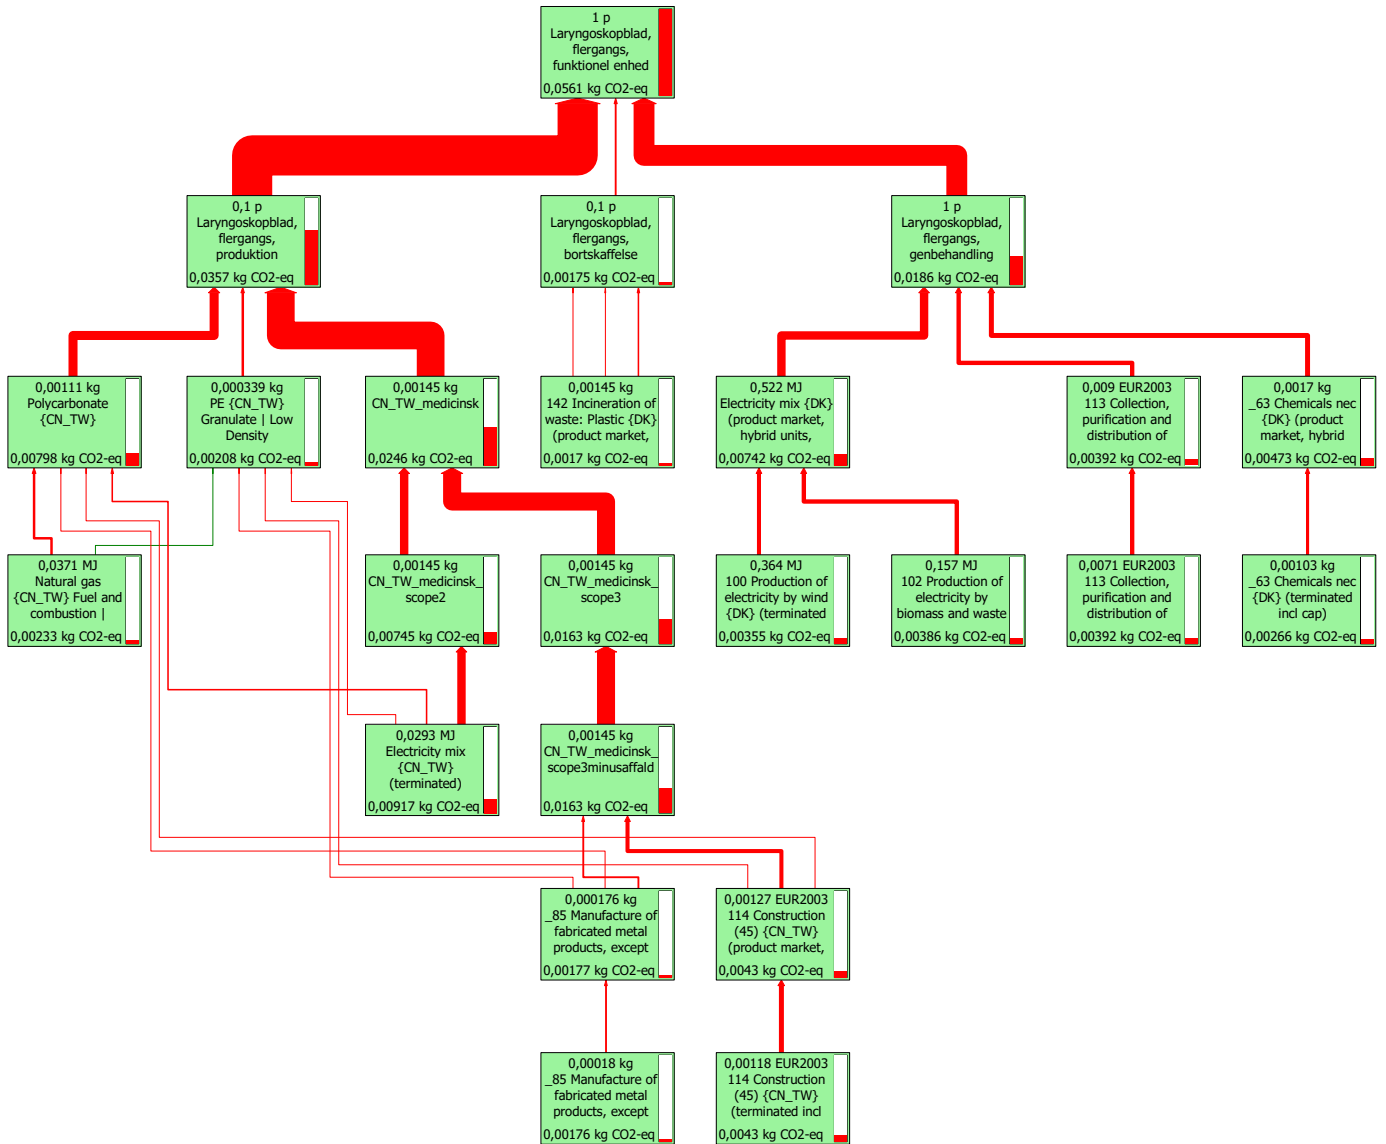 1 p
Laryngoskopblad,
flergangs,
funktionel enhed
0,0561 kg CO2-eq
0,1 p
Laryngoskopblad,
flergangs,
produktion
0,0357 kg CO2-eq
0,1 p
Laryngoskopblad,
flergangs,
bortskaffelse
0,00175 kg CO2-eq
1 p
Laryngoskopblad,
flergangs,
genbehandling
0,0186 kg CO2-eq
0,00111 kg
Polycarbonate
{CN_TW}
0,00798 kg CO2-eq
0,000339 kg
PE {CN_TW}
Granulate | Low
Density
0,00208 kg CO2-eq
0,00145 kg
CN_TW_medicinsk
0,0246 kg CO2-eq
0,00145 kg
142 Incineration of
waste: Plastic {DK}
(product market,
0,0017 kg CO2-eq
0,522 MJ
Electricity mix {DK}
(product market,
hybrid units,
0,00742 kg CO2-eq
0,009 EUR2003
113 Collection,
purification and
distribution of
0,00392 kg CO2-eq
0,0017 kg
_63 Chemicals nec
{DK} (product
market, hybrid
0,00473 kg CO2-eq
0,0371 MJ
Natural gas
{CN_TW} Fuel and
combustion |
0,00233 kg CO2-eq
0,00145 kg
CN_TW_medicinsk_
scope2
0,00745 kg CO2-eq
0,00145 kg
CN_TW_medicinsk_
scope3
0,0163 kg CO2-eq
0,364 MJ
100 Production of
electricity by wind
{DK} (terminated
0,00355 kg CO2-eq
0,157 MJ
102 Production of
electricity by
biomass and waste
0,00386 kg CO2-eq
0,0071 EUR2003
113 Collection,
purification and
distribution of
0,00392 kg CO2-eq
0,00103 kg
_63 Chemicals nec
{DK} (terminated
incl cap)
0,00266 kg CO2-eq
0,0293 MJ
Electricity mix
{CN_TW}
(terminated)
0,00917 kg CO2-eq
0,00145 kg
CN_TW_medicinsk_
scope3minusaffald
0,0163 kg CO2-eq
0,000176 kg
_85 Manufacture of
fabricated metal
products, except
0,00177 kg CO2-eq
0,00127 EUR2003
114 Construction
(45) {CN_TW}
(product market,
0,0043 kg CO2-eq
0,00018 kg
_85 Manufacture of
fabricated metal
products, except
0,00176 kg CO2-eq
0,00118 EUR2003
114 Construction
(45) {CN_TW}
(terminated incl
0,0043 kg CO2-eq